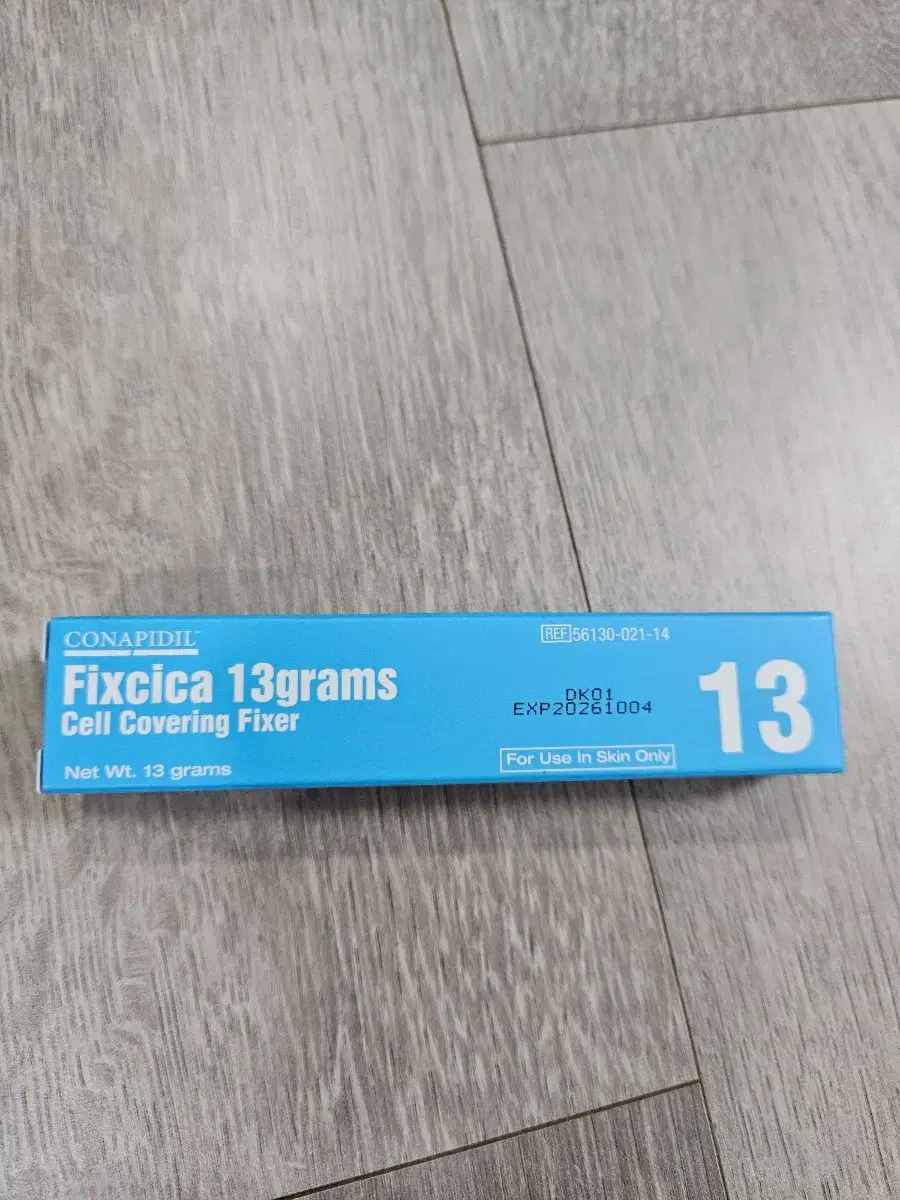 CONAPIDIL™
Fixcica 13grams
Cell Covering Fixer
Net Wt. 13 grams
REF 56130-021-14
DK01
EXP20261004
For Use In Skin Only
13